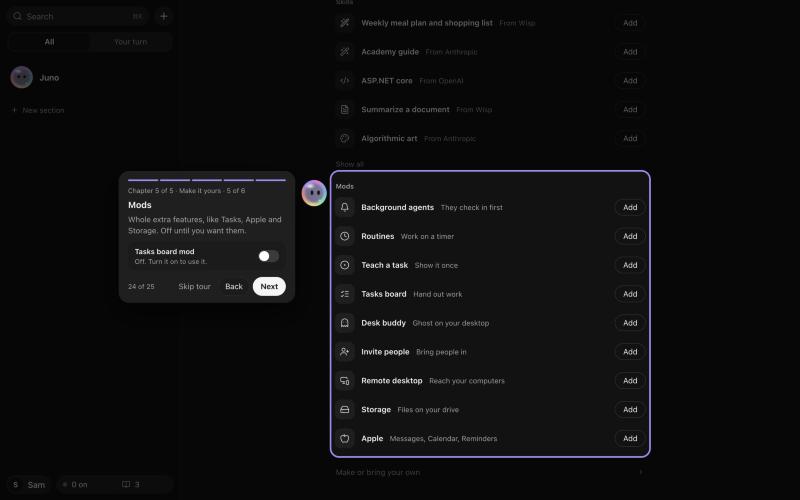 Search ⌘K
All Your turn
Juno
New section
Skills
Weekly meal plan and shopping list From Wisp Add
Academy guide From Anthropic Add
ASP.NET core From OpenAI Add
Summarize a document From Wisp Add
Algorithmic art From Anthropic Add
Show all
Chapter 5 of 5 · Make it yours · 5 of 6
Mods
Whole extra features, like Tasks, Apple and
Storage. Off until you want them.
Tasks board mod
Off. Turn it on to use it.
24 of 25 Skip tour Back Next
Mods
Background agents They check in first Add
Routines Work on a timer Add
Teach a task Show it once Add
Tasks board Hand out work Add
Desk buddy Ghost on your desktop Add
Invite people Bring people in Add
Remote desktop Reach your computers Add
Storage Files on your drive Add
Apple Messages, Calendar, Reminders Add
Make or bring your own
S Sam 0 on 3